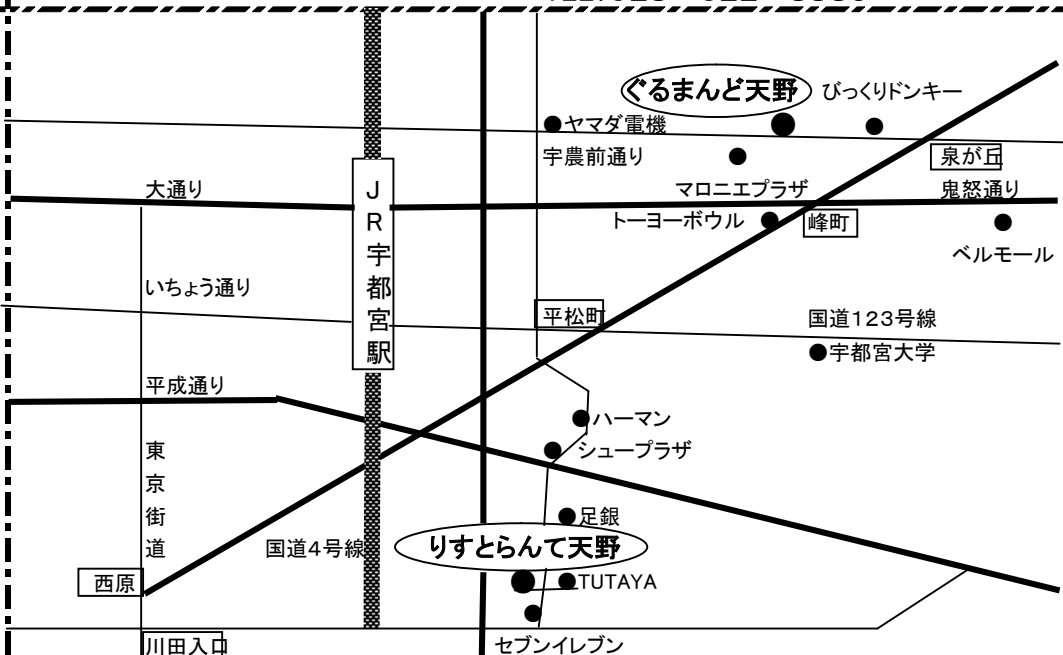 ぐるまんど天野
びっくりドンキー
ヤマダ電機
宇農前通り
泉が丘
大通り
マロニエプラザ
鬼怒通り
トーヨーボウル
峰町
ベルモール
JR宇都宮駅
いちょう通り
平松町
国道123号線
宇都宮大学
平成通り
ハーマン
シュープラザ
東京街道
足銀
国道4号線
りすとらんて天野
西原
TUTAYA
川田入口
セブンイレブン